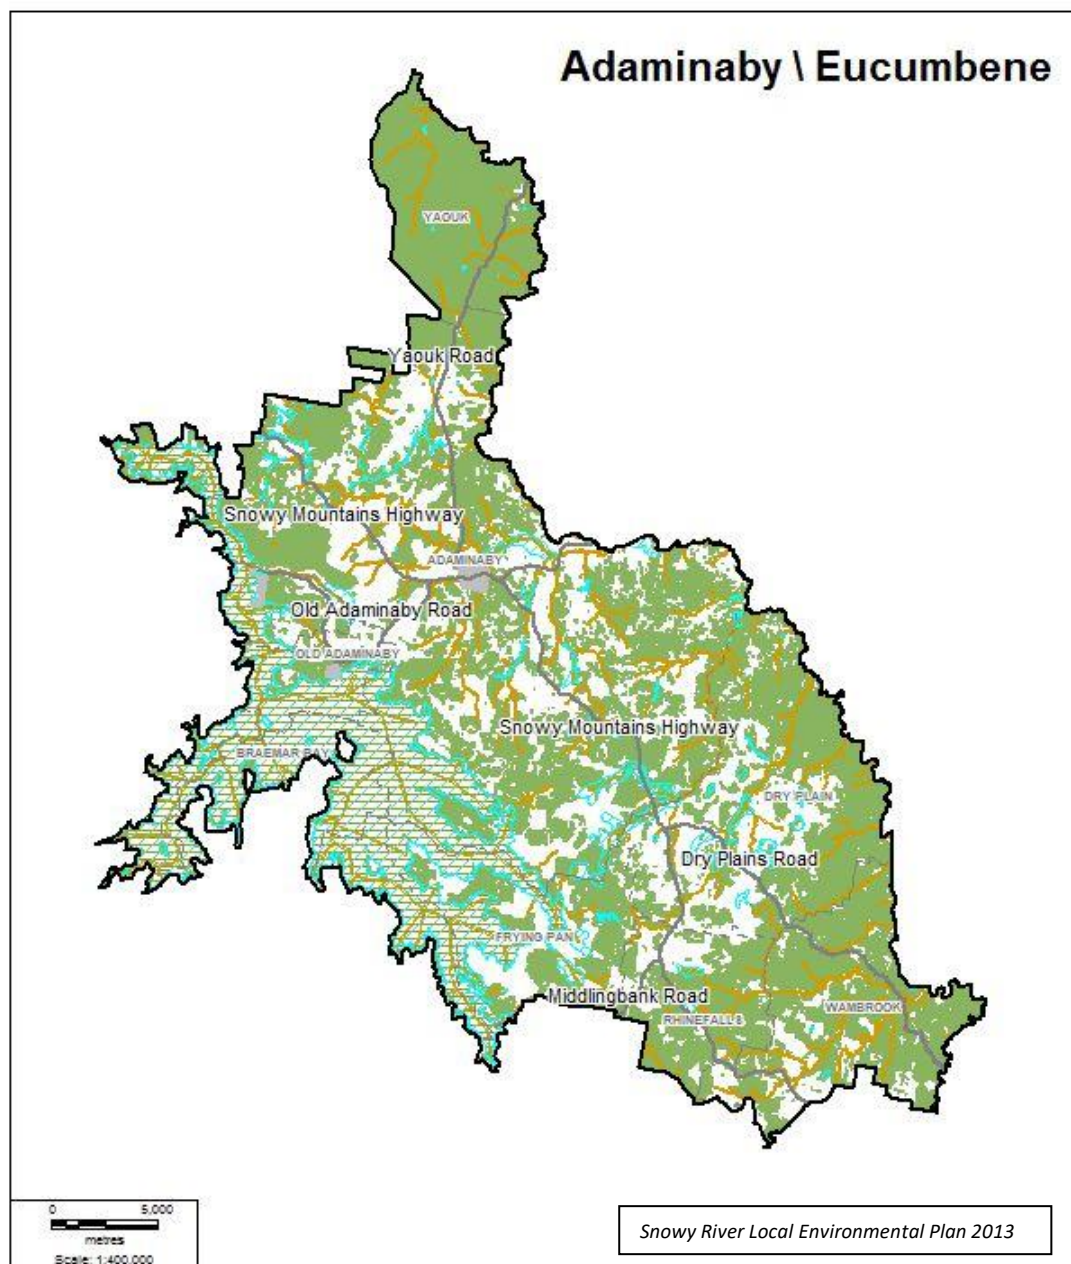 Adaminaby \ Eucumbene
YAOUK
Yaouk Road
Snowy Mountains Highway
ADAMINABY
Old Adaminaby Road
OLD ADAMINABY
Snowy Mountains Highway
BRAEMAR BAY
DRY PLAIN
Dry Plains Road
FRYING PAN
Middlingbank Road
WAMBROOK
RHINEFALL 8
0 5,000
metres
Scale: 1:400,000
Snowy River Local Environmental Plan 2013